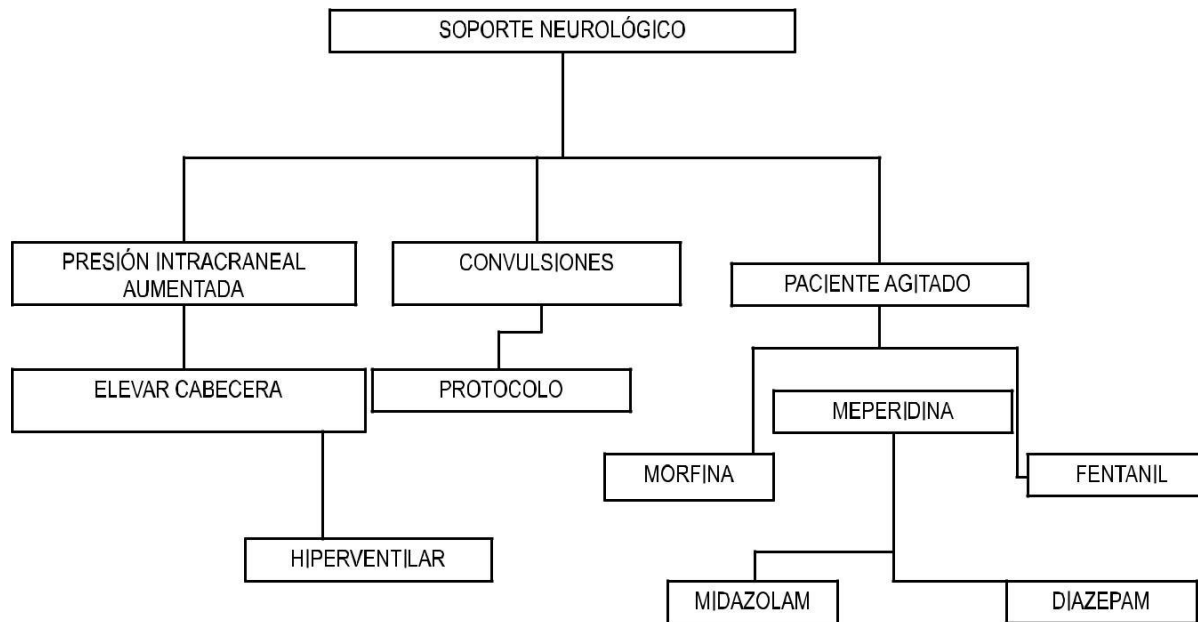 SOPORTE NEUROLÓGICO
PRESIÓN INTRACRANEAL
AUMENTADA
CONVULSIONES
PACIENTE AGITADO
ELEVAR CABECERA
PROTOCOLO
MEPERIDINA
MORFINA
FENTANIL
HIPERVENTILAR
MIDAZOLAM
DIAZEPAM